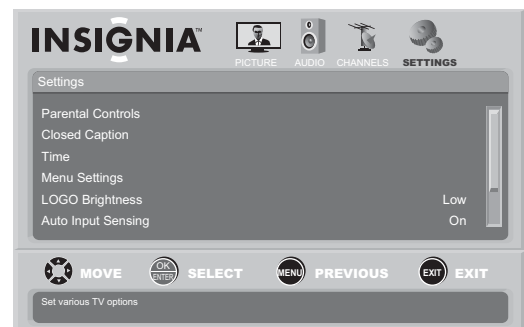 INSIGNIA™
PICTURE AUDIO CHANNELS SETTINGS
Settings
Parental Controls
Closed Caption
Time
Menu Settings
LOGO Brightness Low
Auto Input Sensing On
MOVE OK ENTER SELECT MENU PREVIOUS EXIT EXIT
Set various TV options